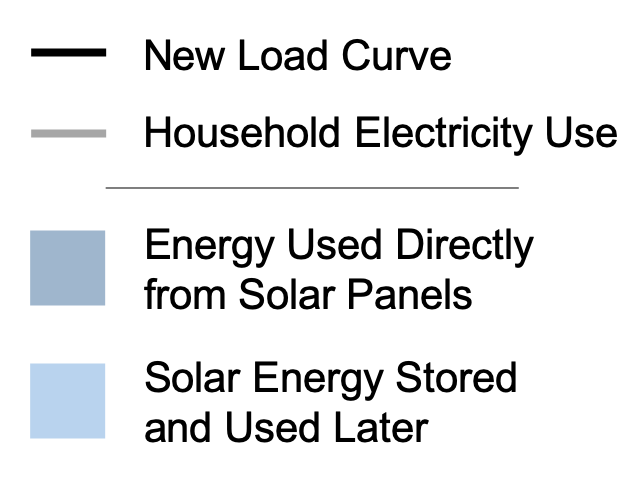 New Load Curve
Household Electricity Use
Energy Used Directly
from Solar Panels
Solar Energy Stored
and Used Later